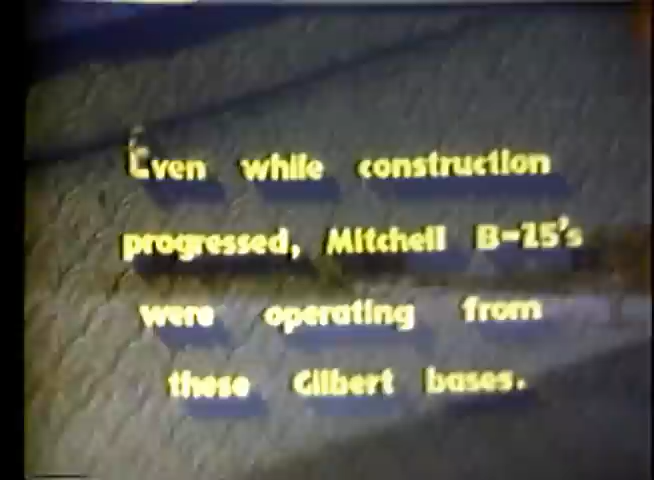 Even while construction
progressed, Mitchell B-25's
were operating from
these Gilbert bases.